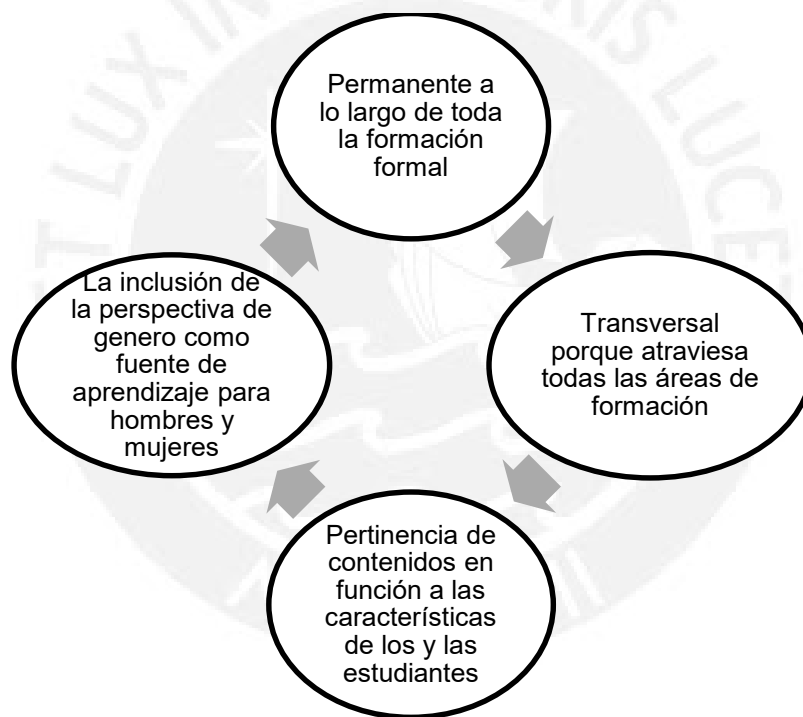 Permanente a
lo largo de toda
la formación
formal
La inclusión de
la perspectiva de
genero como
fuente de
aprendizaje para
hombres y
mujeres
Transversal
porque atraviesa
todas las áreas de
formación
Pertinencia de
contenidos en
función a las
características
de los y las
estudiantes